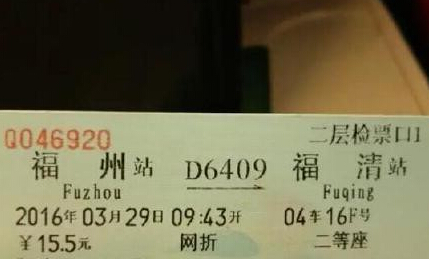 Q046920 二层检票口1
福州站 D6409 福清站
Fuzhou Fuqing
2016年03月29日09:43开 04车16F号
￥15.5元 网折 二等座